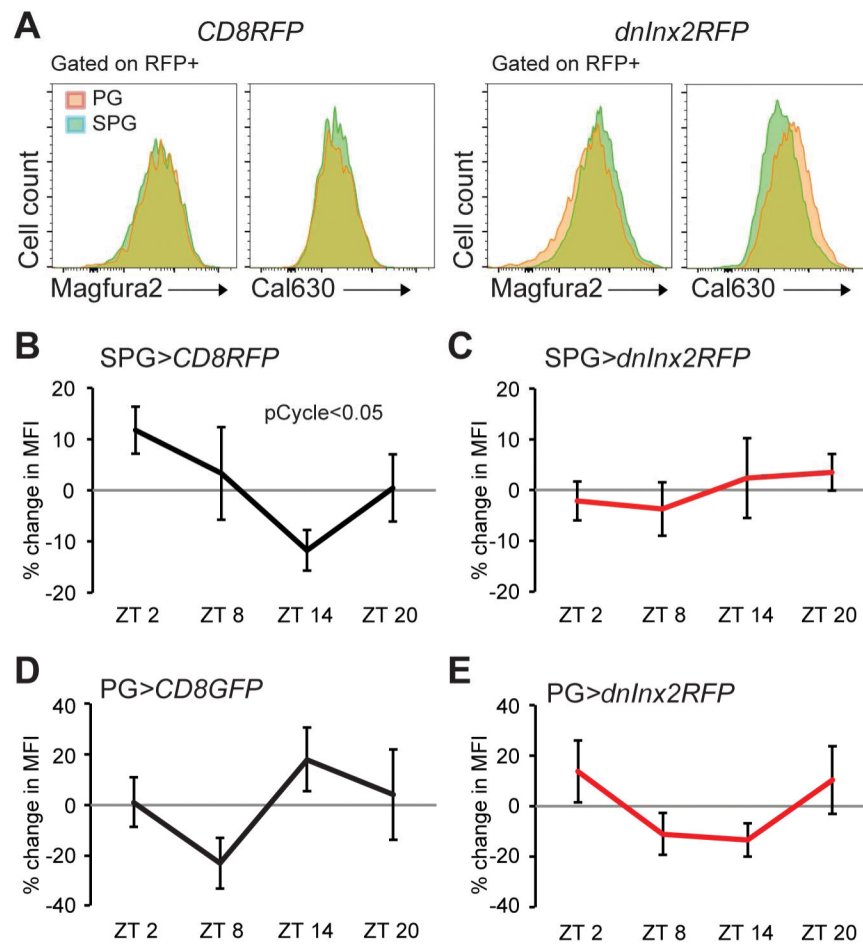 A
CD8RFP
dnInx2RFP
Gated on RFP+
Gated on RFP+
PG
SPG
Cell count
Cell count
Magfura2
Cal630
Magfura2
Cal630
B
SPG>CD8RFP
% change in MFI
20
10
0
-10
-20
pCycle<0.05
ZT 2 ZT 8 ZT 14 ZT 20
C
SPG>dnInx2RFP
% change in MFI
20
10
0
-10
-20
ZT 2 ZT 8 ZT 14 ZT 20
D
PG>CD8GFP
% change in MFI
40
20
0
-20
-40
ZT 2 ZT 8 ZT 14 ZT 20
E
PG>dnInx2RFP
% change in MFI
40
20
0
-20
-40
ZT 2 ZT 8 ZT 14 ZT 20